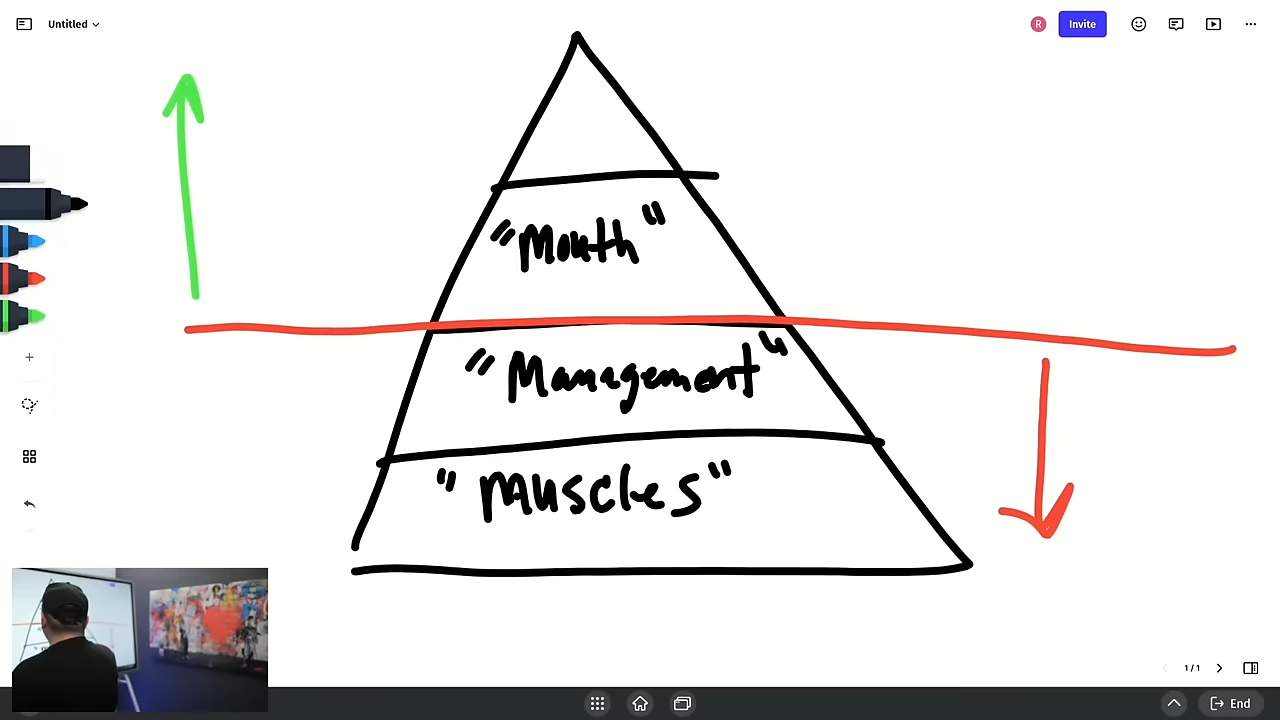 Untitled
R
Invite
"Mouth"
"Management"
"Muscles"
1/1
End